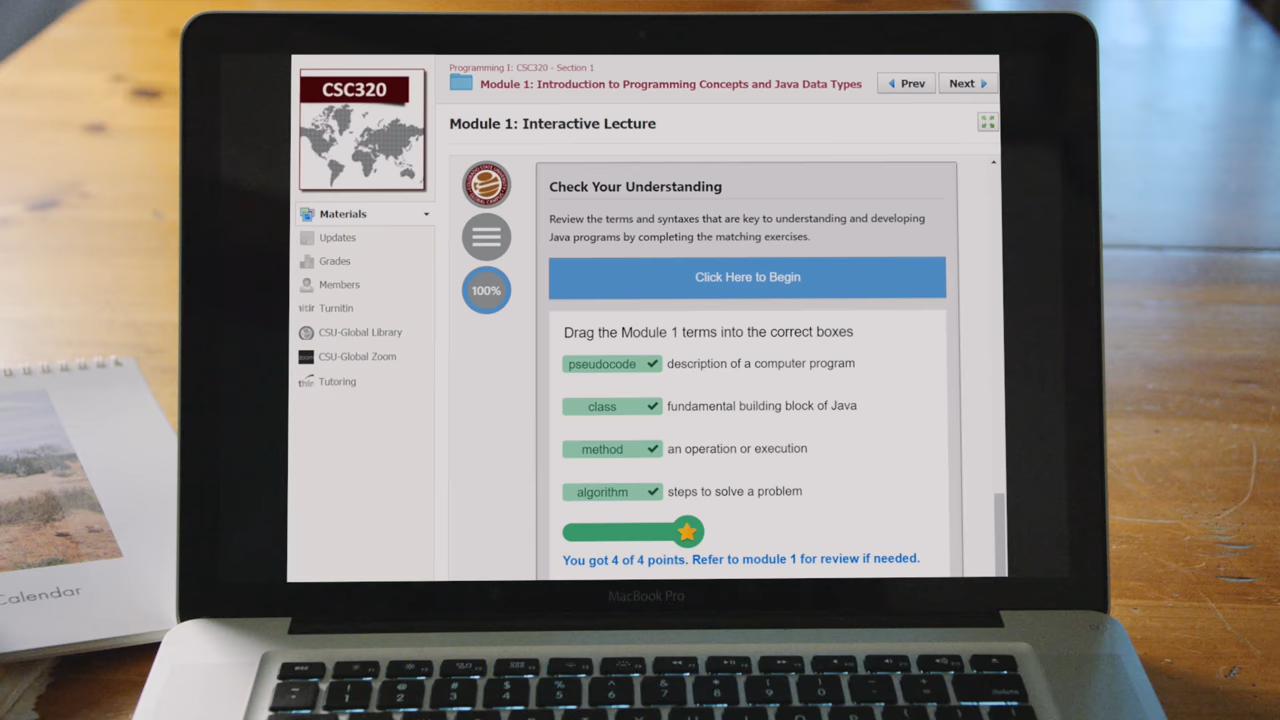 CSC320
Materials
Updates
Grades
Members
Turnitin
CSU-Global Library
CSU-Global Zoom
Tutoring
Programming I: CSC320 - Section 1
Module 1: Introduction to Programming Concepts and Java Data Types
Prev
Next
Module 1: Interactive Lecture
100%
Check Your Understanding
Review the terms and syntaxes that are key to understanding and developing
Java programs by completing the matching exercises.
Click Here to Begin
Drag the Module 1 terms into the correct boxes
pseudocode description of a computer program
class fundamental building block of Java
method an operation or execution
algorithm steps to solve a problem
You got 4 of 4 points. Refer to module 1 for review if needed.
MacBook Pro
Calendar